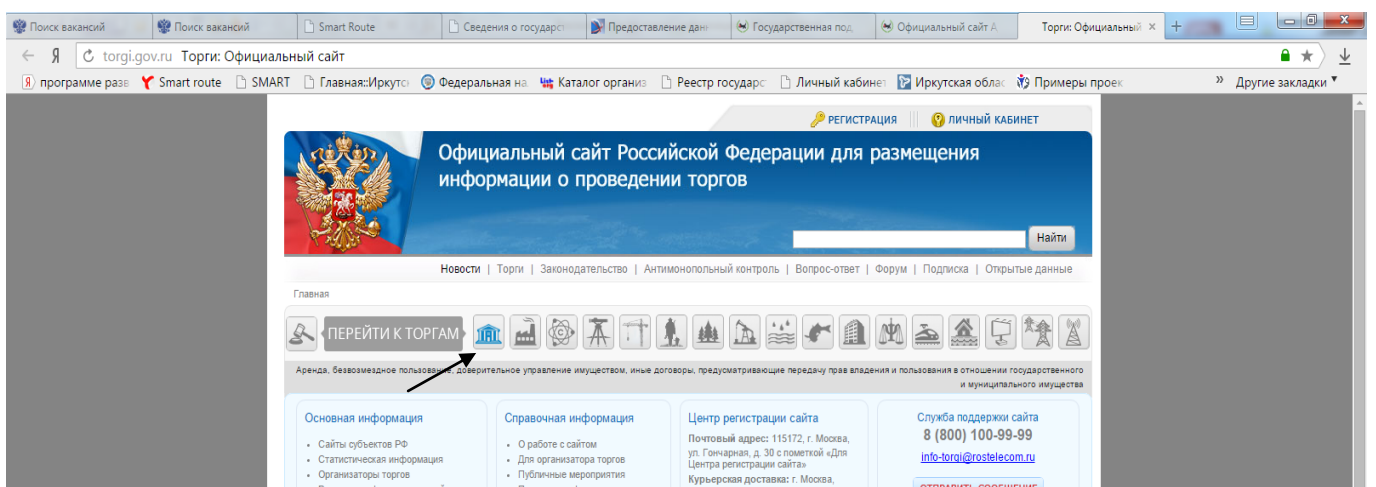 Поиск вакансий
Поиск вакансий
Smart Route
Сведения о государст
Предоставление данн
Государственная под
Официальный сайт А
Торги: Официальный
torgi.gov.ru Торги: Официальный сайт
программе разв
Smart route
SMART
Главная:Иркутск
Федеральная на
Каталог организ
Реестр государс
Личный кабинет
Иркутская облас
Примеры проек
» Другие закладки
РЕГИСТРАЦИЯ
ЛИЧНЫЙ КАБИНЕТ
Официальный сайт Российской Федерации для размещения
информации о проведении торгов
Найти
Новости | Торги | Законодательство | Антимонопольный контроль | Вопрос-ответ | Форум | Подписка | Открытые данные
Главная
ПЕРЕЙТИ К ТОРГАМ
Аренда, безвозмездное пользование, доверительное управление имуществом, иные договоры, предусматривающие передачу прав владения и пользования в отношении государственного
и муниципального имущества
Основная информация
• Сайты субъектов РФ
• Статистическая информация
• Организаторы торгов
Справочная информация
• О работе с сайтом
• Для организатора торгов
• Публичные мероприятия
Центр регистрации сайта
Почтовый адрес: 115172, г. Москва,
ул. Гончарная, д. 30 с пометкой «Для
Центра регистрации сайта»
Курьерская доставка: г. Москва,
Служба поддержки сайта
8 (800) 100-99-99
info-torgi@rostelecom.ru
ОТПРАВИТЬ СООБЩЕНИЕ